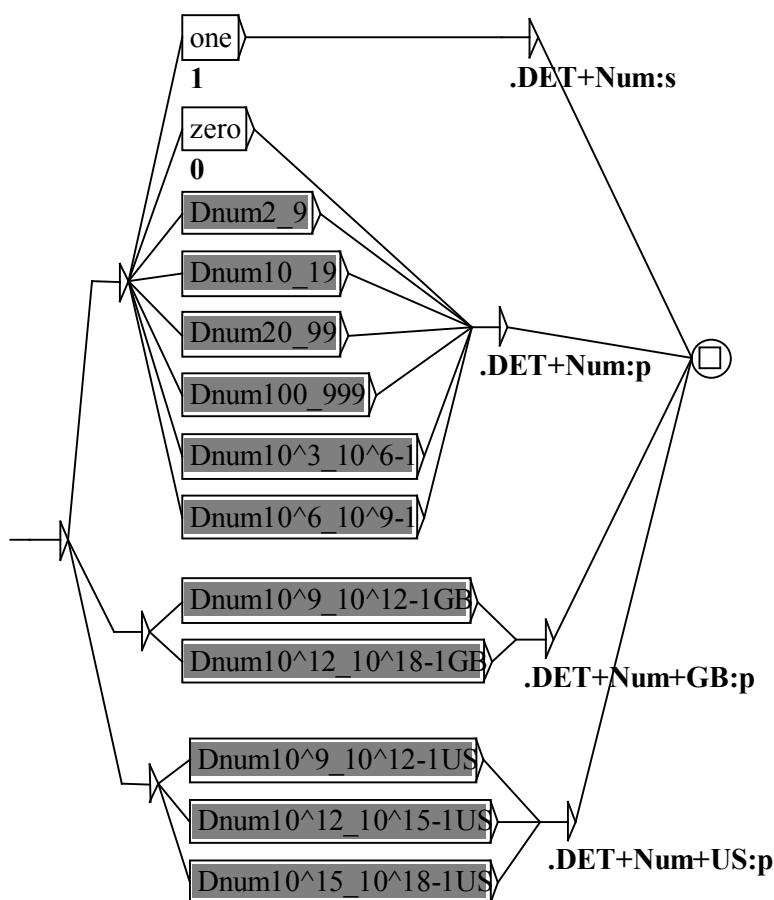 one
1
.DET+Num:s
zero
0
Dnum2_9
Dnum10_19
Dnum20_99
.DET+Num:p
Dnum100_999
Dnum10^3_10^6-1
Dnum10^6_10^9-1
Dnum10^9_10^12-1GB
Dnum10^12_10^18-1GB
.DET+Num+GB:p
Dnum10^9_10^12-1US
Dnum10^12_10^15-1US
.DET+Num+US:p
Dnum10^15_10^18-1US